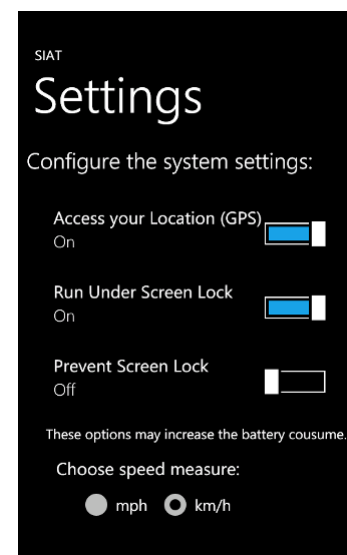 SIAT
Settings
Configure the system settings:
Access your Location (GPS)
On
Run Under Screen Lock
On
Prevent Screen Lock
Off
These options may increase the battery cousume.
Choose speed measure:
mph km/h